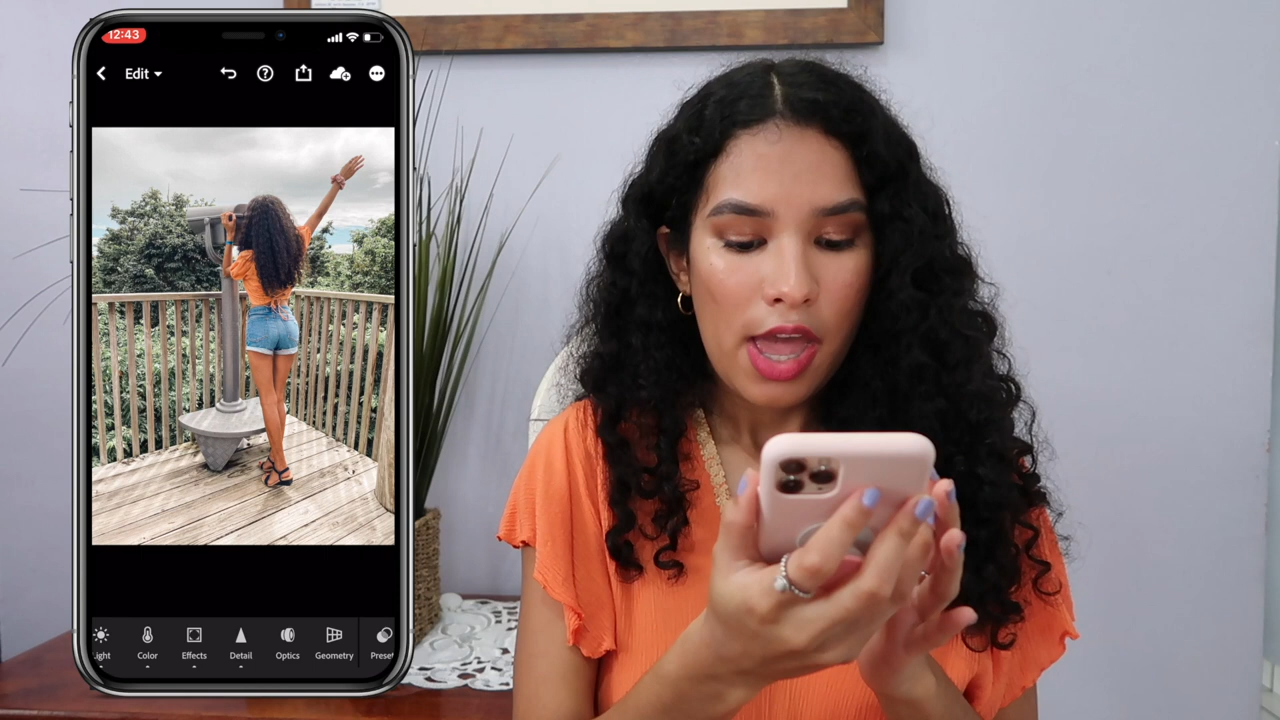 12:43
Edit
ight
Color
Effects
Detail
Optics
Geometry
Preset